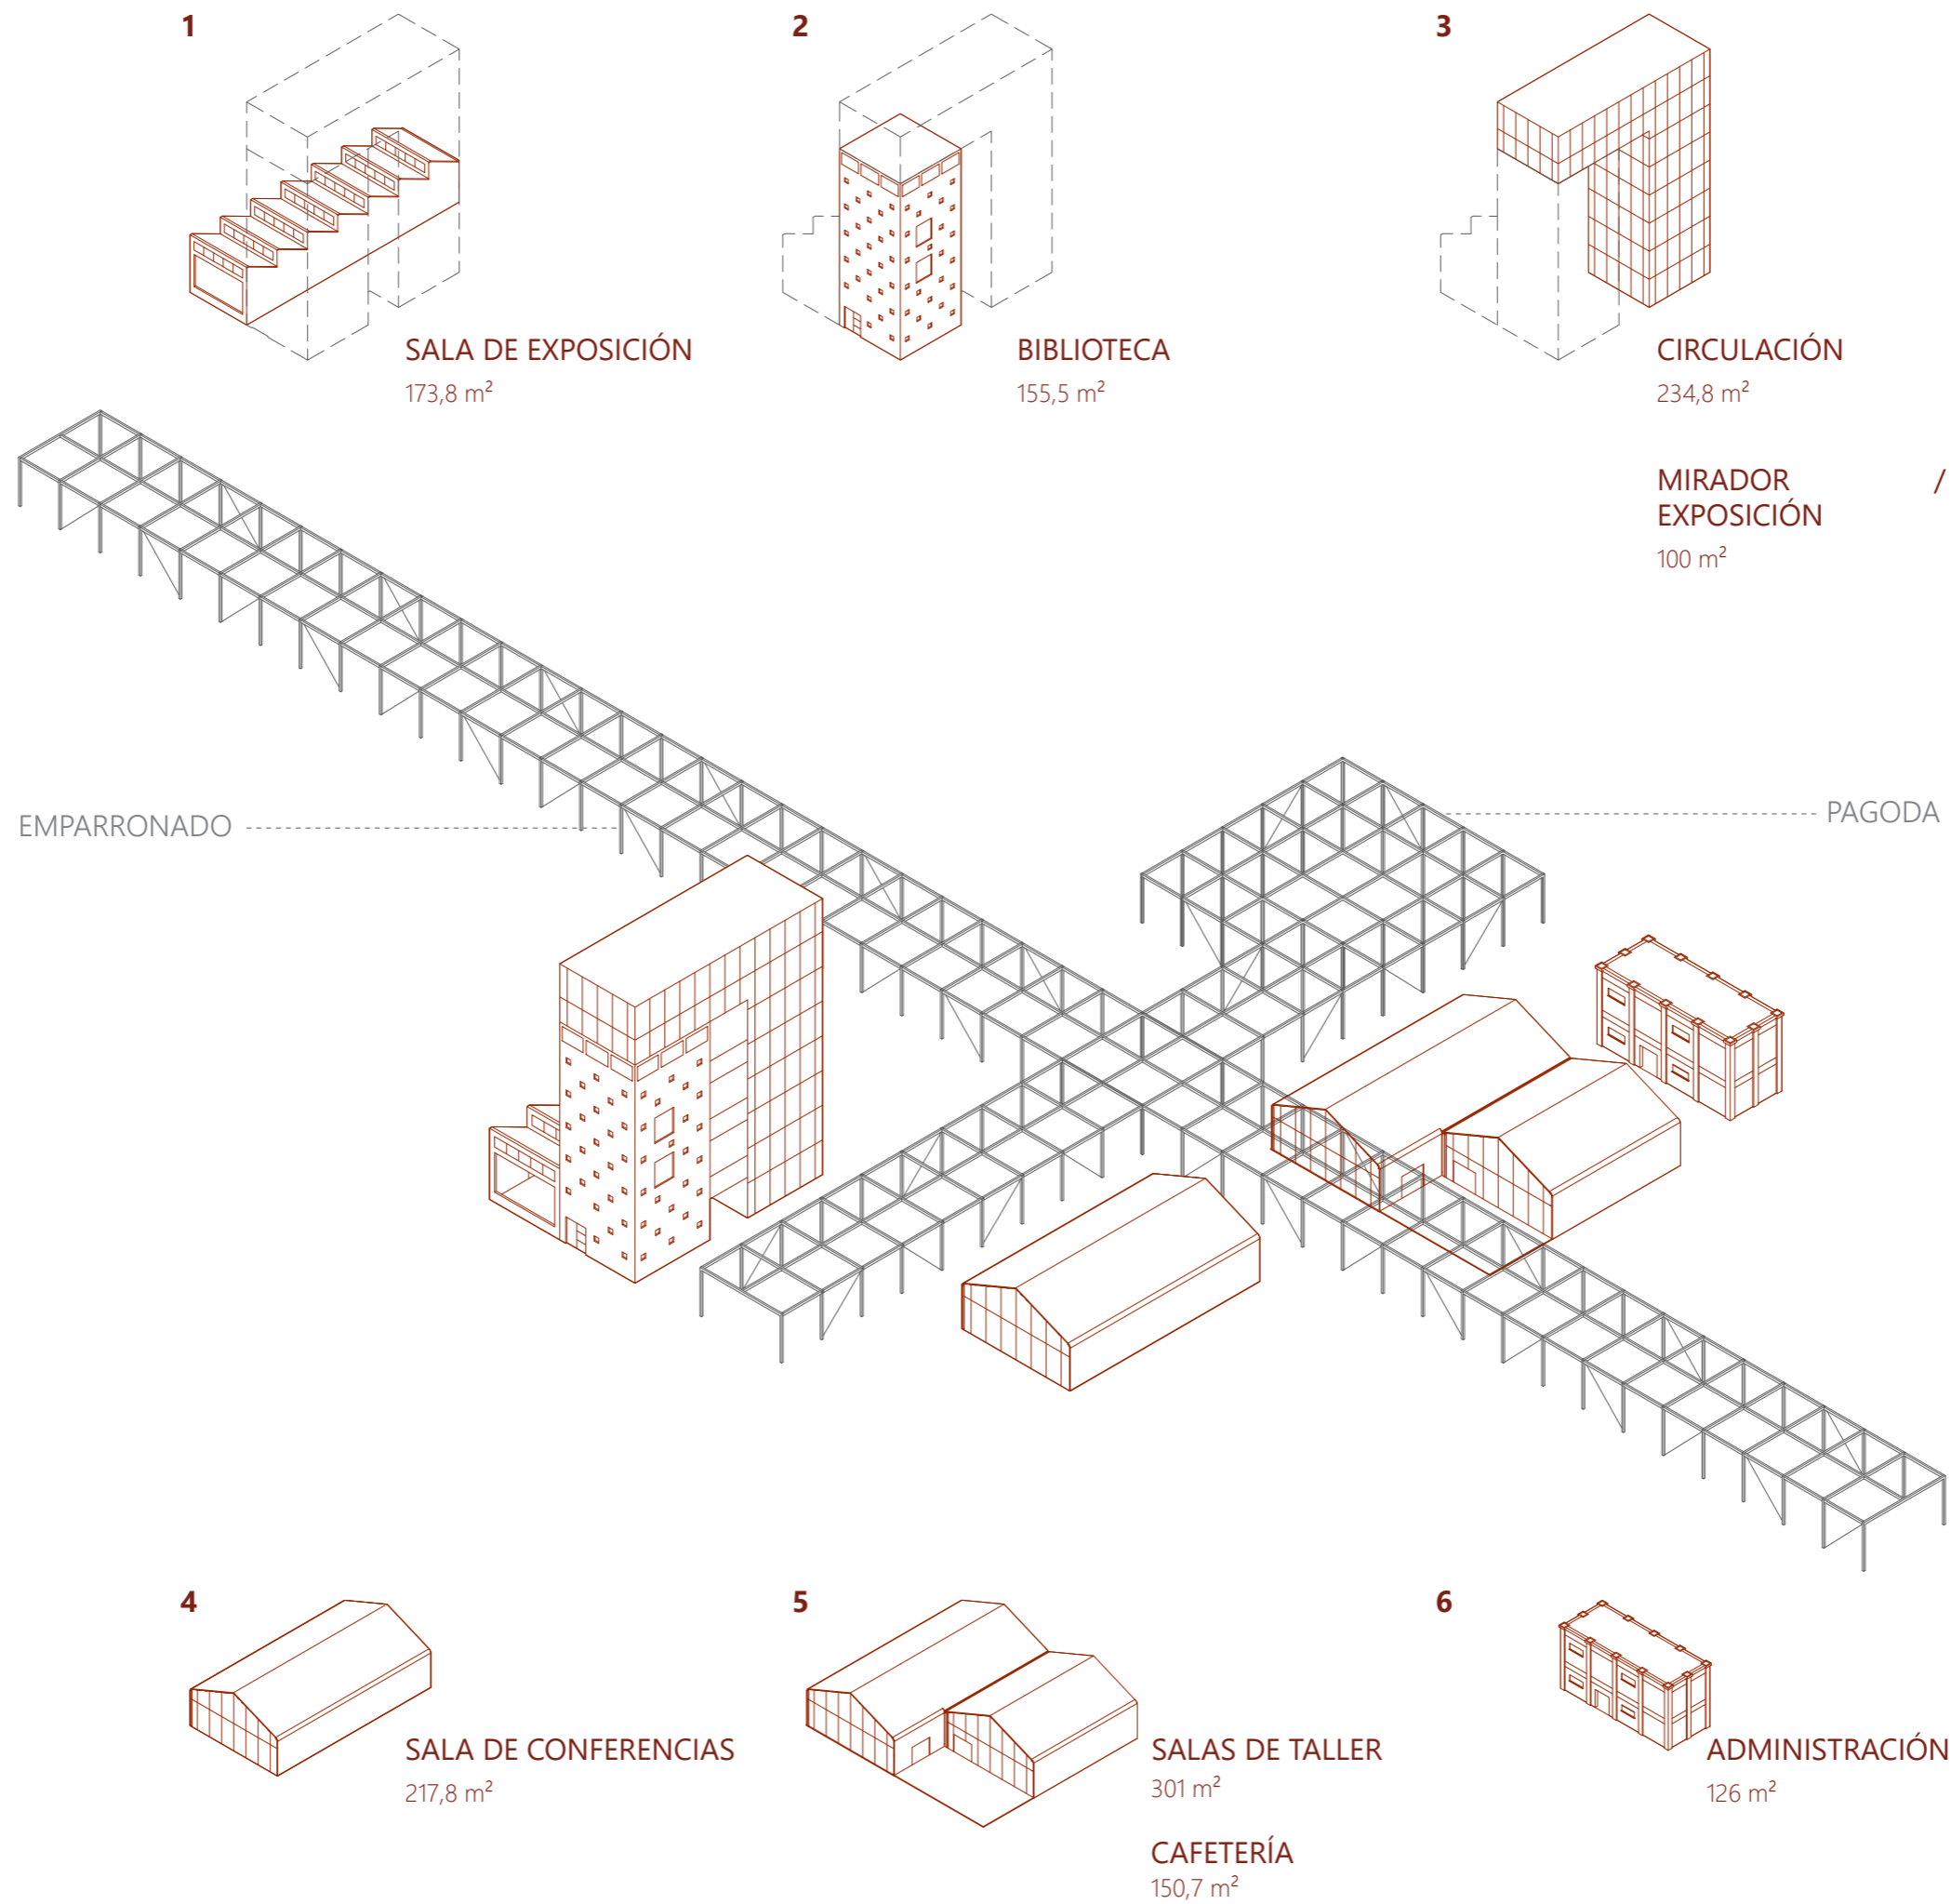 1
SALA DE EXPOSICIÓN
173,8 m²
2
BIBLIOTECA
155,5 m²
3
CIRCULACIÓN
234,8 m²
MIRADOR /
EXPOSICIÓN
100 m²
EMPARRONADO
PAGODA
4
SALA DE CONFERENCIAS
217,8 m²
5
SALAS DE TALLER
301 m²
CAFETERÍA
150,7 m²
6
ADMINISTRACIÓN
126 m²